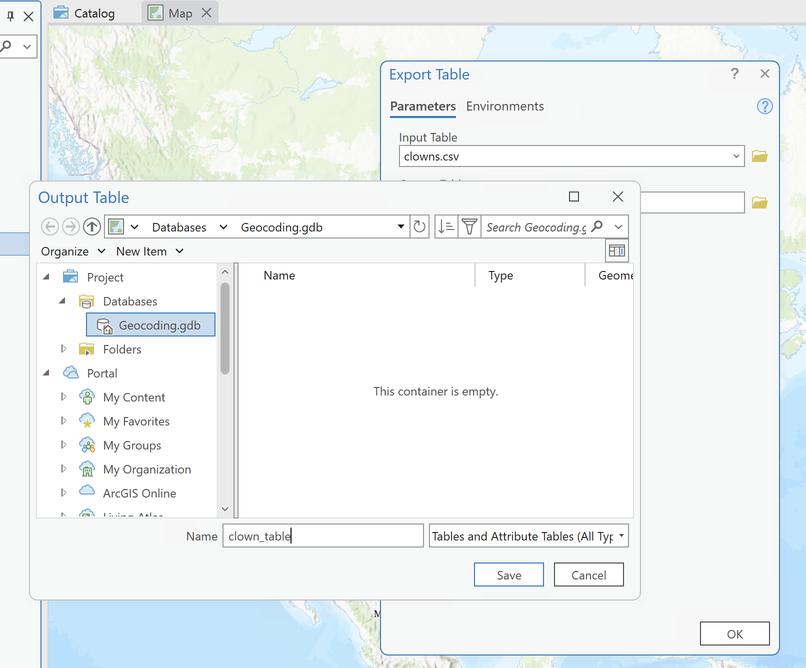 Catalog
Map
Export Table
?
Parameters Environments
Input Table
clowns.csv
Output Table
Databases
Geocoding.gdb
Search Geocoding.g
Organize
New Item
Project
Databases
Geocoding.gdb
Folders
Portal
My Content
My Favorites
My Groups
My Organization
ArcGIS Online
Name
Type
Geome
This container is empty.
Name
clown_table
Tables and Attribute Tables (All Typ
Save
Cancel
M
OK